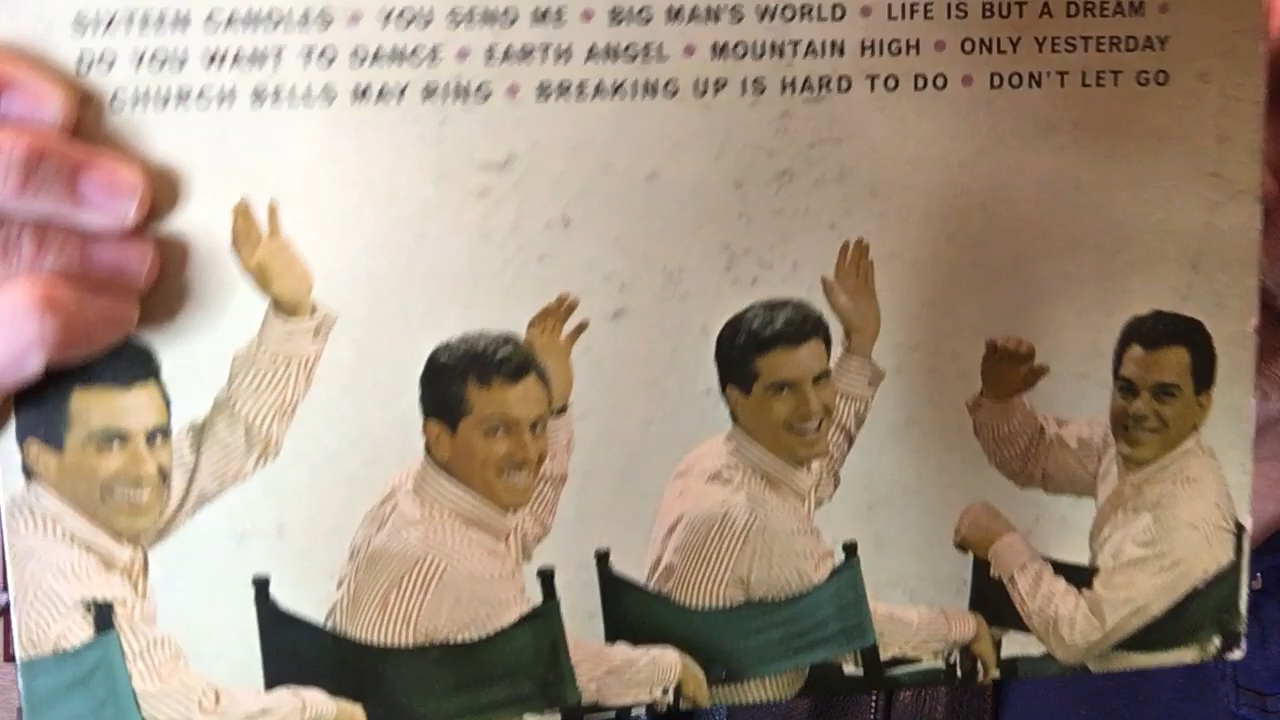 SIXTEEN CANDLES • YOU SEND ME • BIG MAN'S WORLD • LIFE IS BUT A DREAM •
DO YOU WANT TO DANCE • EARTH ANGEL • MOUNTAIN HIGH • ONLY YESTERDAY
CHURCH BELLS MAY RING • BREAKING UP IS HARD TO DO • DON'T LET GO